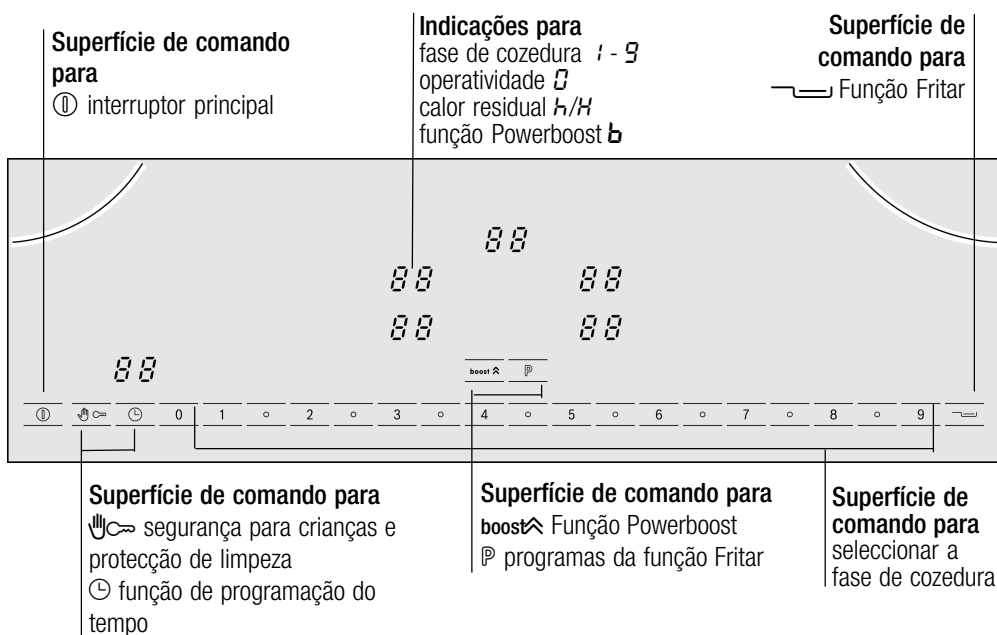 Superfície de comando
para
interruptor principal
Indicações para
fase de cozedura 1 - 9
operatividade 0
calor residual h/H
função Powerboost b
Superfície de
comando para
Função Fritar
88
88 88
88 88
88
boost P
0 1 2 3 4 5 6 7 8 9
Superfície de comando para
segurança para crianças e
protecção de limpeza
função de programação do
tempo
Superfície de comando para
boost Função Powerboost
P programas da função Fritar
Superfície de
comando para
seleccionar a
fase de cozedura